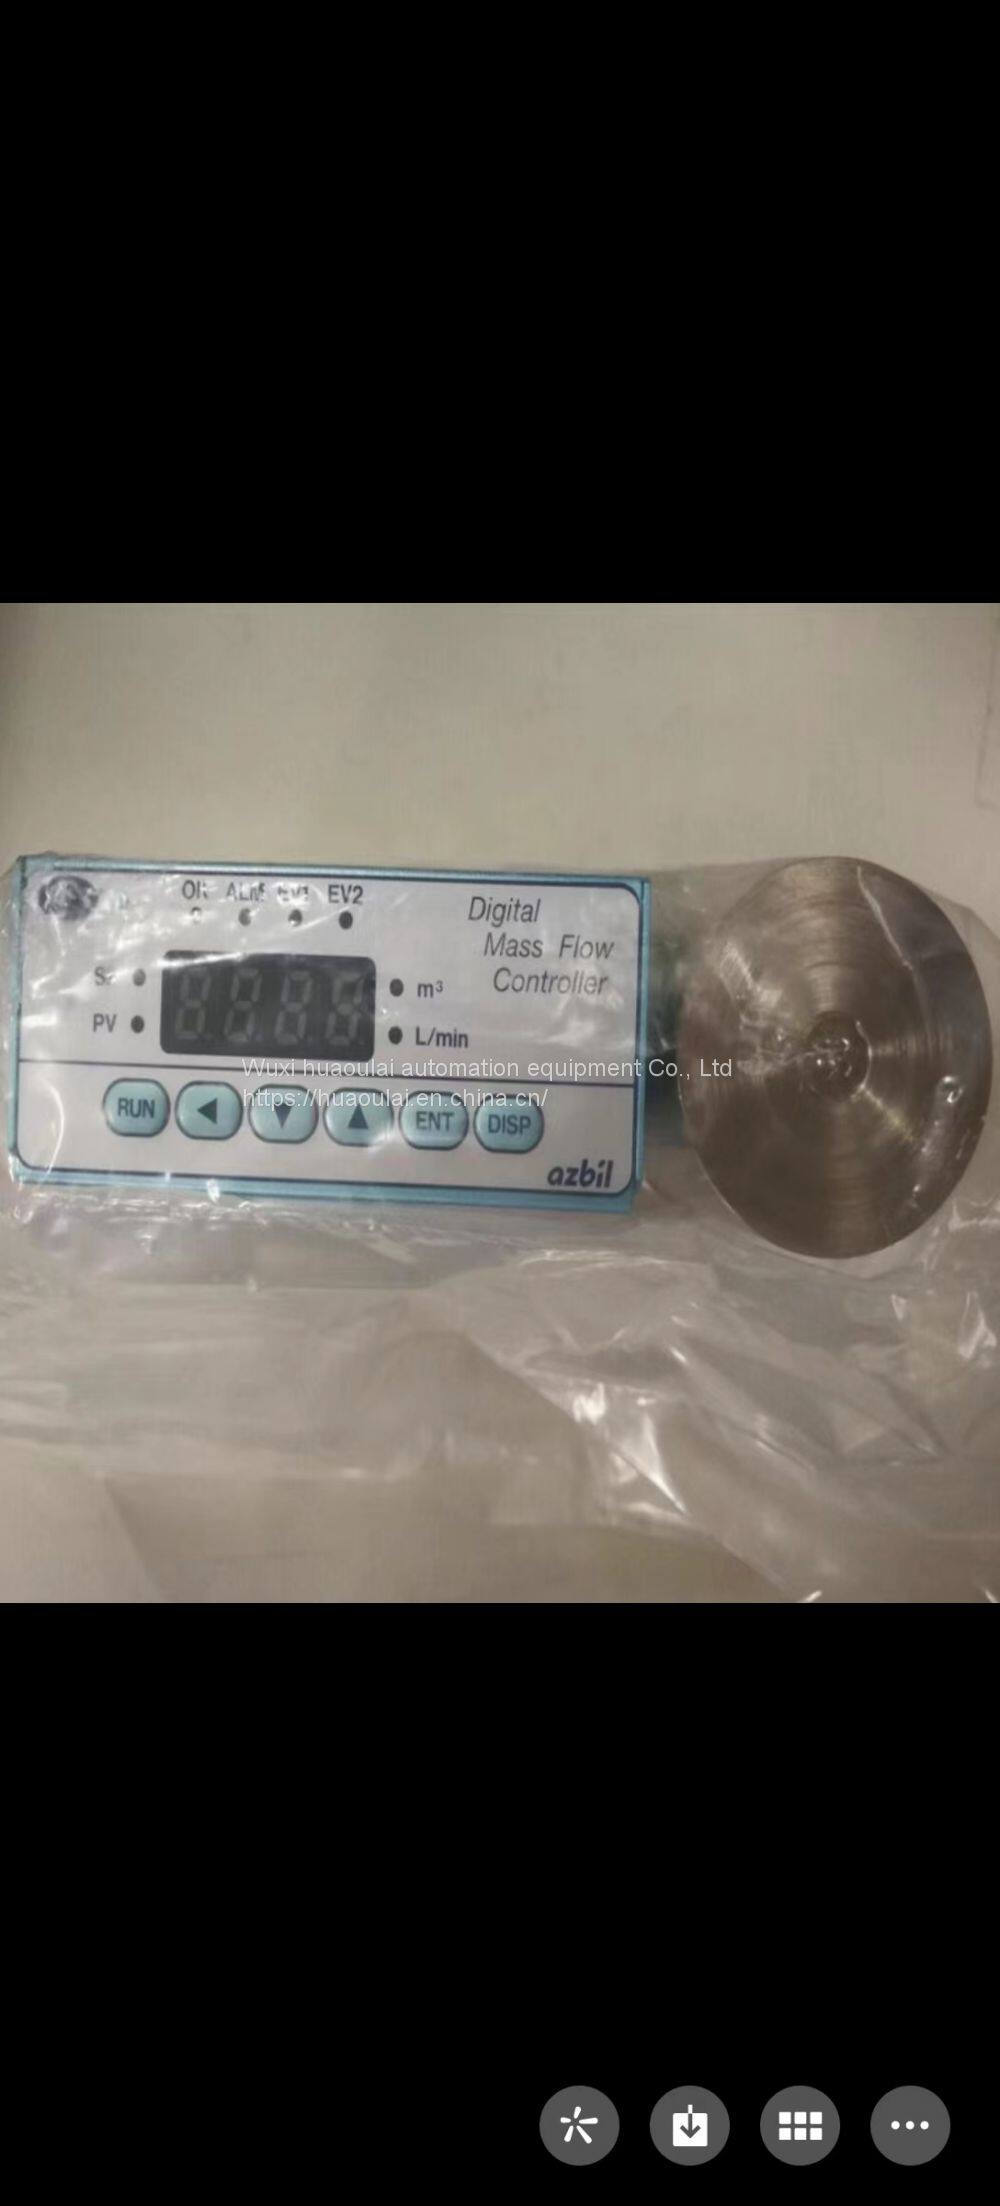 OK ALM EV1 EV2
Digital
Mass Flow
Controller
SP
m³
PV
L/min
Wuxi huaoulai automation equipment Co., Ltd
https://huaoulai.en.china.cn/
RUN ◀ ▼ ▲ ENT DISP
azbil